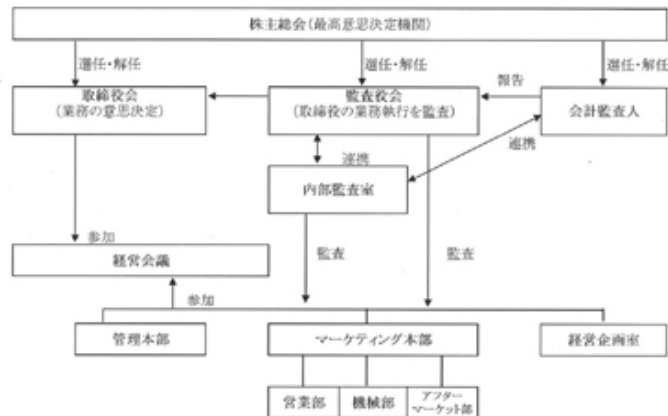 株主総会(最高意思決定機関)
選任・解任
選任・解任
選任・解任
取締役会
(業務の意思決定)
監査役会
(取締役の業務執行を監査)
報告
会計監査人
連携
連携
内部監査室
参加
経営会議
監査
監査
参加
管理本部
マーケティング本部
経営企画室
営業部
機械部
アフター
マーケット部